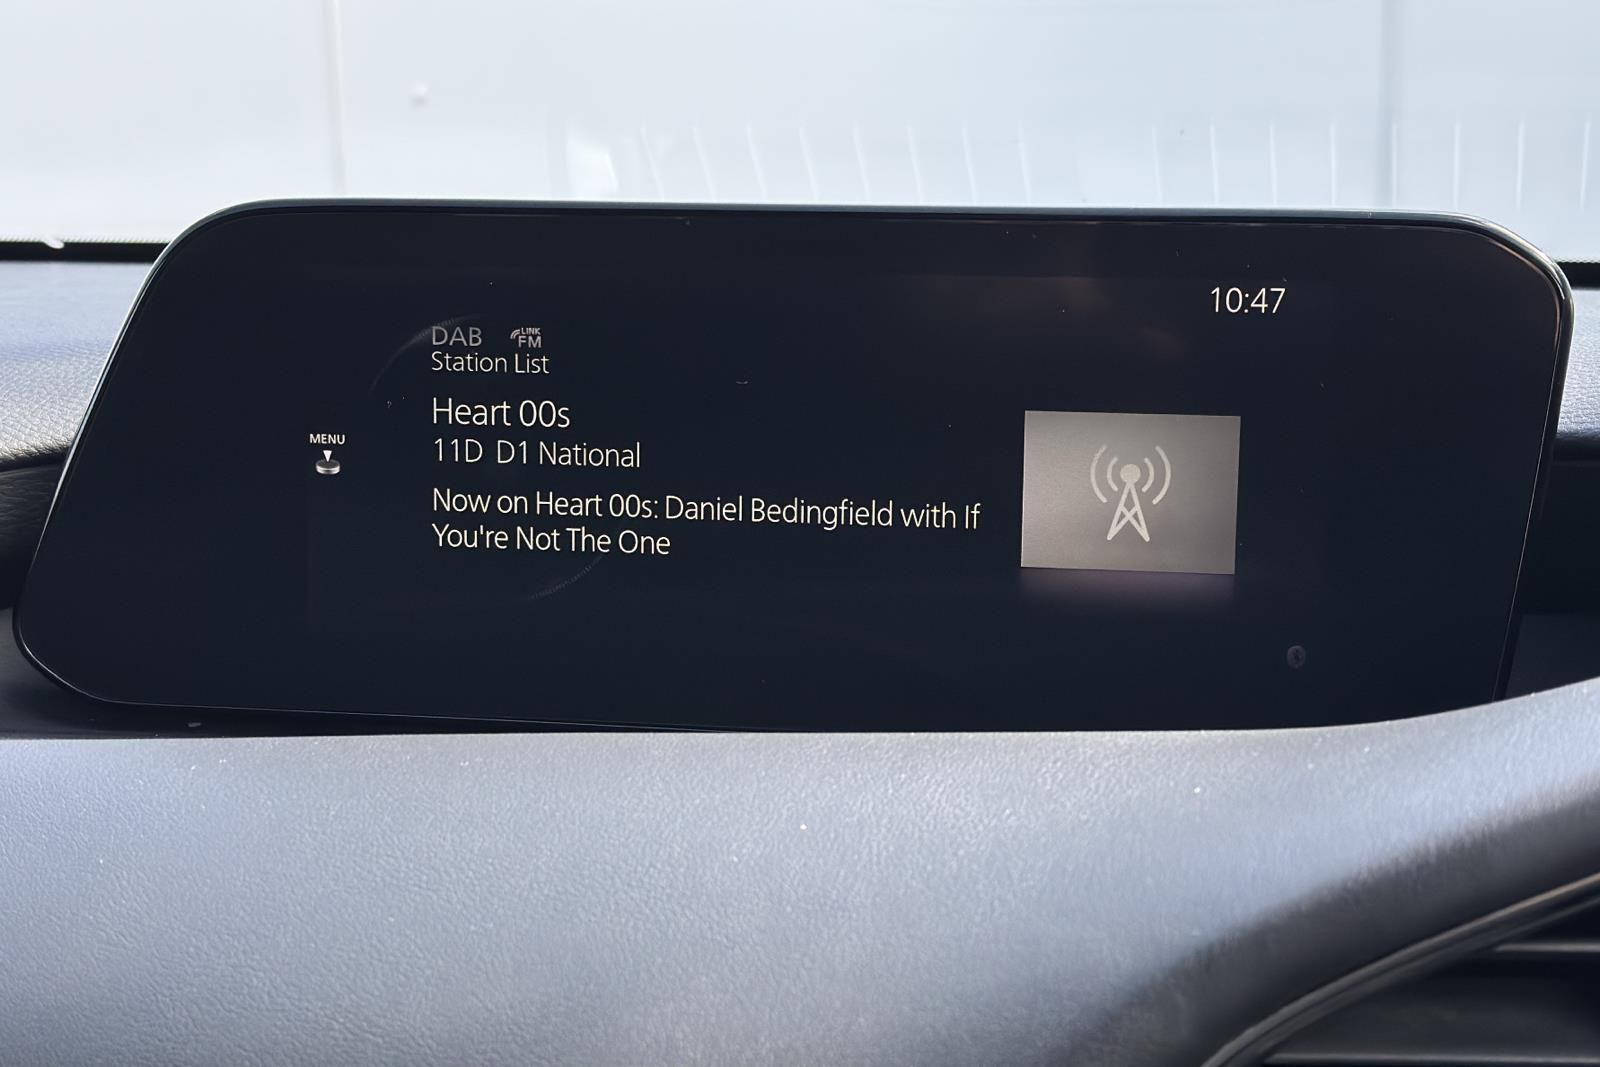 10:47
DAB LINK FM
Station List
Heart 00s
MENU
11D D1 National
Now on Heart 00s: Daniel Bedingfield with If
You're Not The One